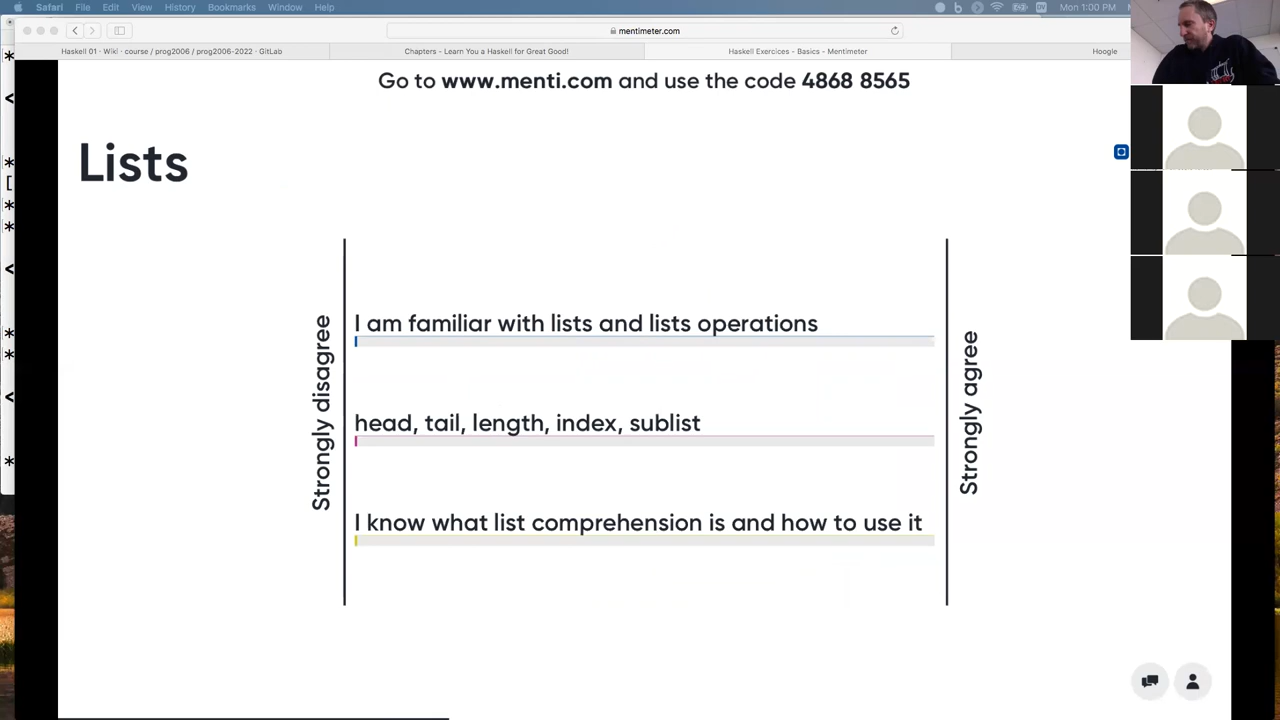 Safari File Edit View History Bookmarks Window Help Mon 1:00 PM
mentimeter.com
Haskell 01 · Wiki · course / prog2006 / prog2006-2022 · GitLab Chapters - Learn You a Haskell for Great Good! Haskell Exercices - Basics - Mentimeter Hoogle
Go to www.menti.com and use the code 4868 8565
Lists
Strongly disagree
I am familiar with lists and lists operations
head, tail, length, index, sublist
I know what list comprehension is and how to use it
Strongly agree